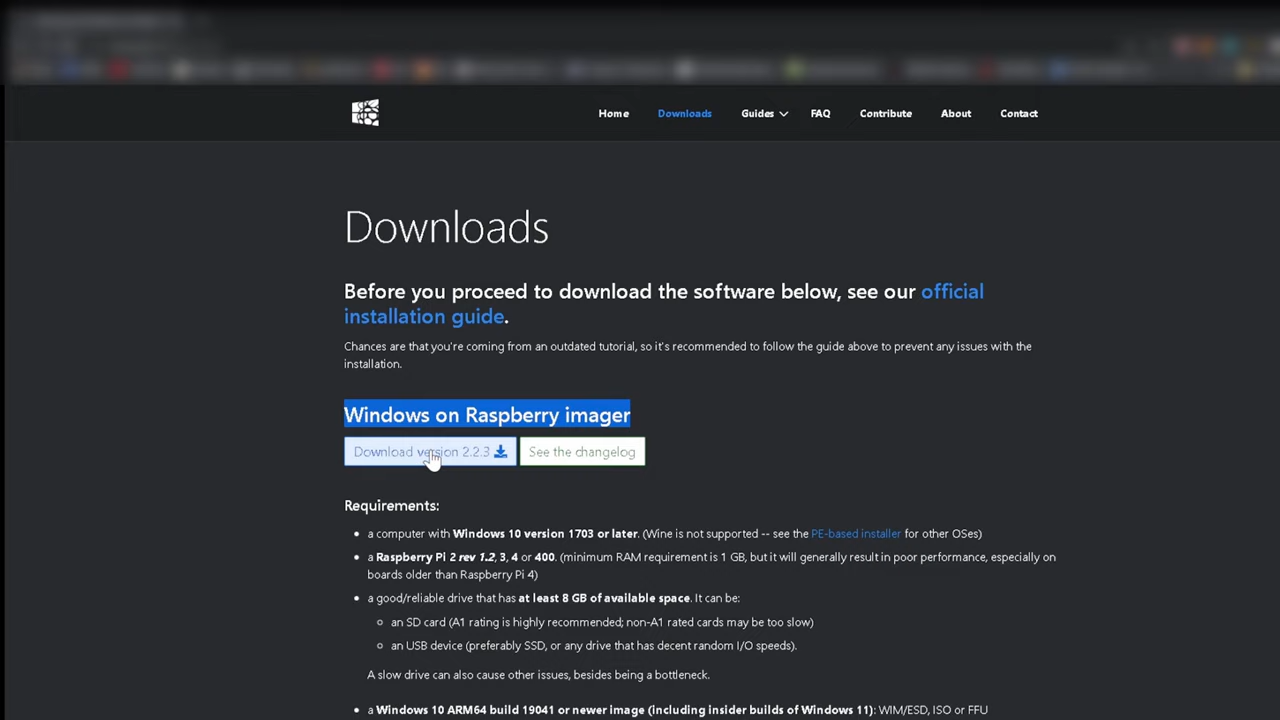 Home Downloads Guides FAQ Contribute About Contact
Downloads
Before you proceed to download the software below, see our official
installation guide.
Chances are that you're coming from an outdated tutorial, so it's recommended to follow the guide above to prevent any issues with the
installation.
Windows on Raspberry imager
Download version 2.2.3 See the changelog
Requirements:
a computer with Windows 10 version 1703 or later. (Wine is not supported -- see the PE-based installer for other OSes)
a Raspberry Pi 2 rev 1.2, 3, 4 or 400. (minimum RAM requirement is 1 GB, but it will generally result in poor performance, especially on
boards older than Raspberry Pi 4)
a good/reliable drive that has at least 8 GB of available space. It can be:
an SD card (A1 rating is highly recommended; non-A1 rated cards may be too slow)
an USB device (preferably SSD, or any drive that has decent random I/O speeds).
A slow drive can also cause other issues, besides being a bottleneck.
a Windows 10 ARM64 build 19041 or newer image (including insider builds of Windows 11): WIM/ESD, ISO or FFU